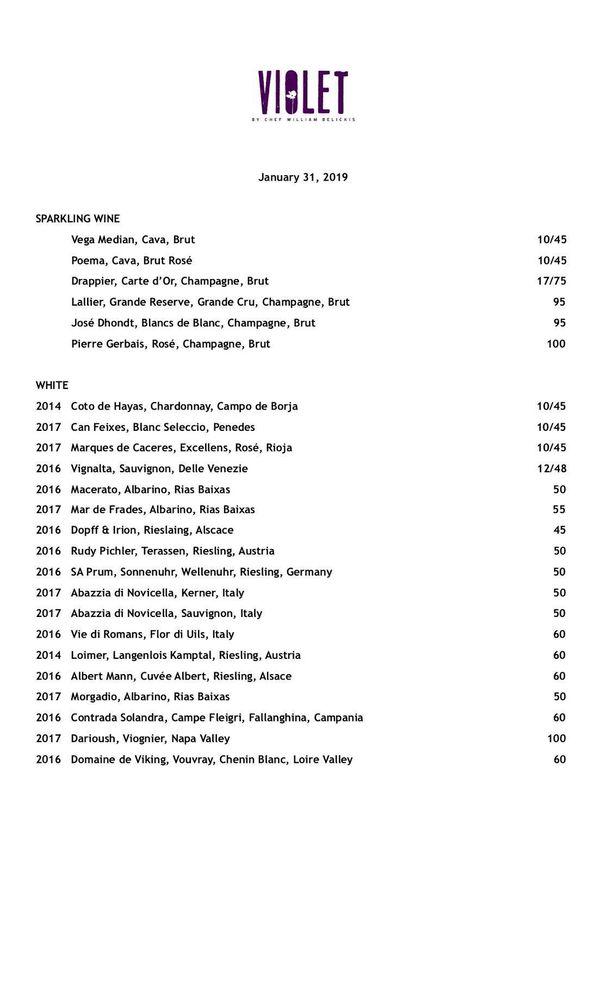 VIOLET
BY CHEF WILLIAM BELICKIS
January 31, 2019
SPARKLING WINE
Vega Median, Cava, Brut 10/45
Poema, Cava, Brut Rosé 10/45
Drappier, Carte d’Or, Champagne, Brut 17/75
Lallier, Grande Reserve, Grande Cru, Champagne, Brut 95
José Dhondt, Blancs de Blanc, Champagne, Brut 95
Pierre Gerbais, Rosé, Champagne, Brut 100
WHITE
2014 Coto de Hayas, Chardonnay, Campo de Borja 10/45
2017 Can Feixes, Blanc Seleccio, Penedes 10/45
2017 Marques de Caceres, Excellens, Rosé, Rioja 10/45
2016 Vignalta, Sauvignon, Delle Venezie 12/48
2016 Macerato, Albarino, Rias Baixas 50
2017 Mar de Frades, Albarino, Rias Baixas 55
2016 Dopff & Irion, Rieslaing, Alscace 45
2016 Rudy Pichler, Terassen, Riesling, Austria 50
2016 SA Prum, Sonnenuhr, Wellenuhr, Riesling, Germany 50
2017 Abazzia di Novicella, Kerner, Italy 50
2017 Abazzia di Novicella, Sauvignon, Italy 50
2016 Vie di Romans, Flor di Uils, Italy 60
2014 Loimer, Langenlois Kamptal, Riesling, Austria 60
2016 Albert Mann, Cuvée Albert, Riesling, Alsace 60
2017 Morgadio, Albarino, Rias Baixas 50
2016 Contrada Solandra, Campe Fleigri, Fallanghina, Campania 60
2017 Darioush, Viognier, Napa Valley 100
2016 Domaine de Viking, Vouvray, Chenin Blanc, Loire Valley 60